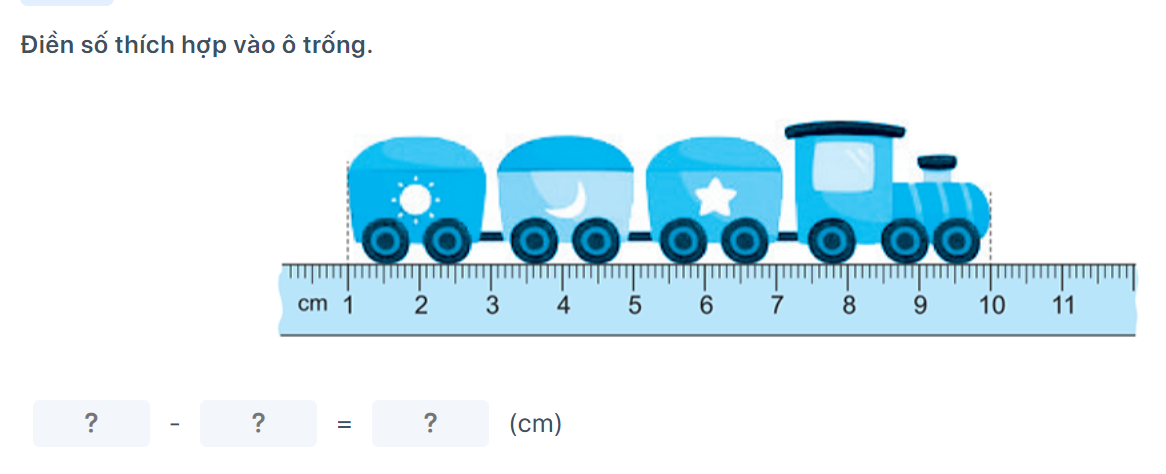 Điền số thích hợp vào ô trống.
cm 1 2 3 4 5 6 7 8 9 10 11
? - ? = ? (cm)